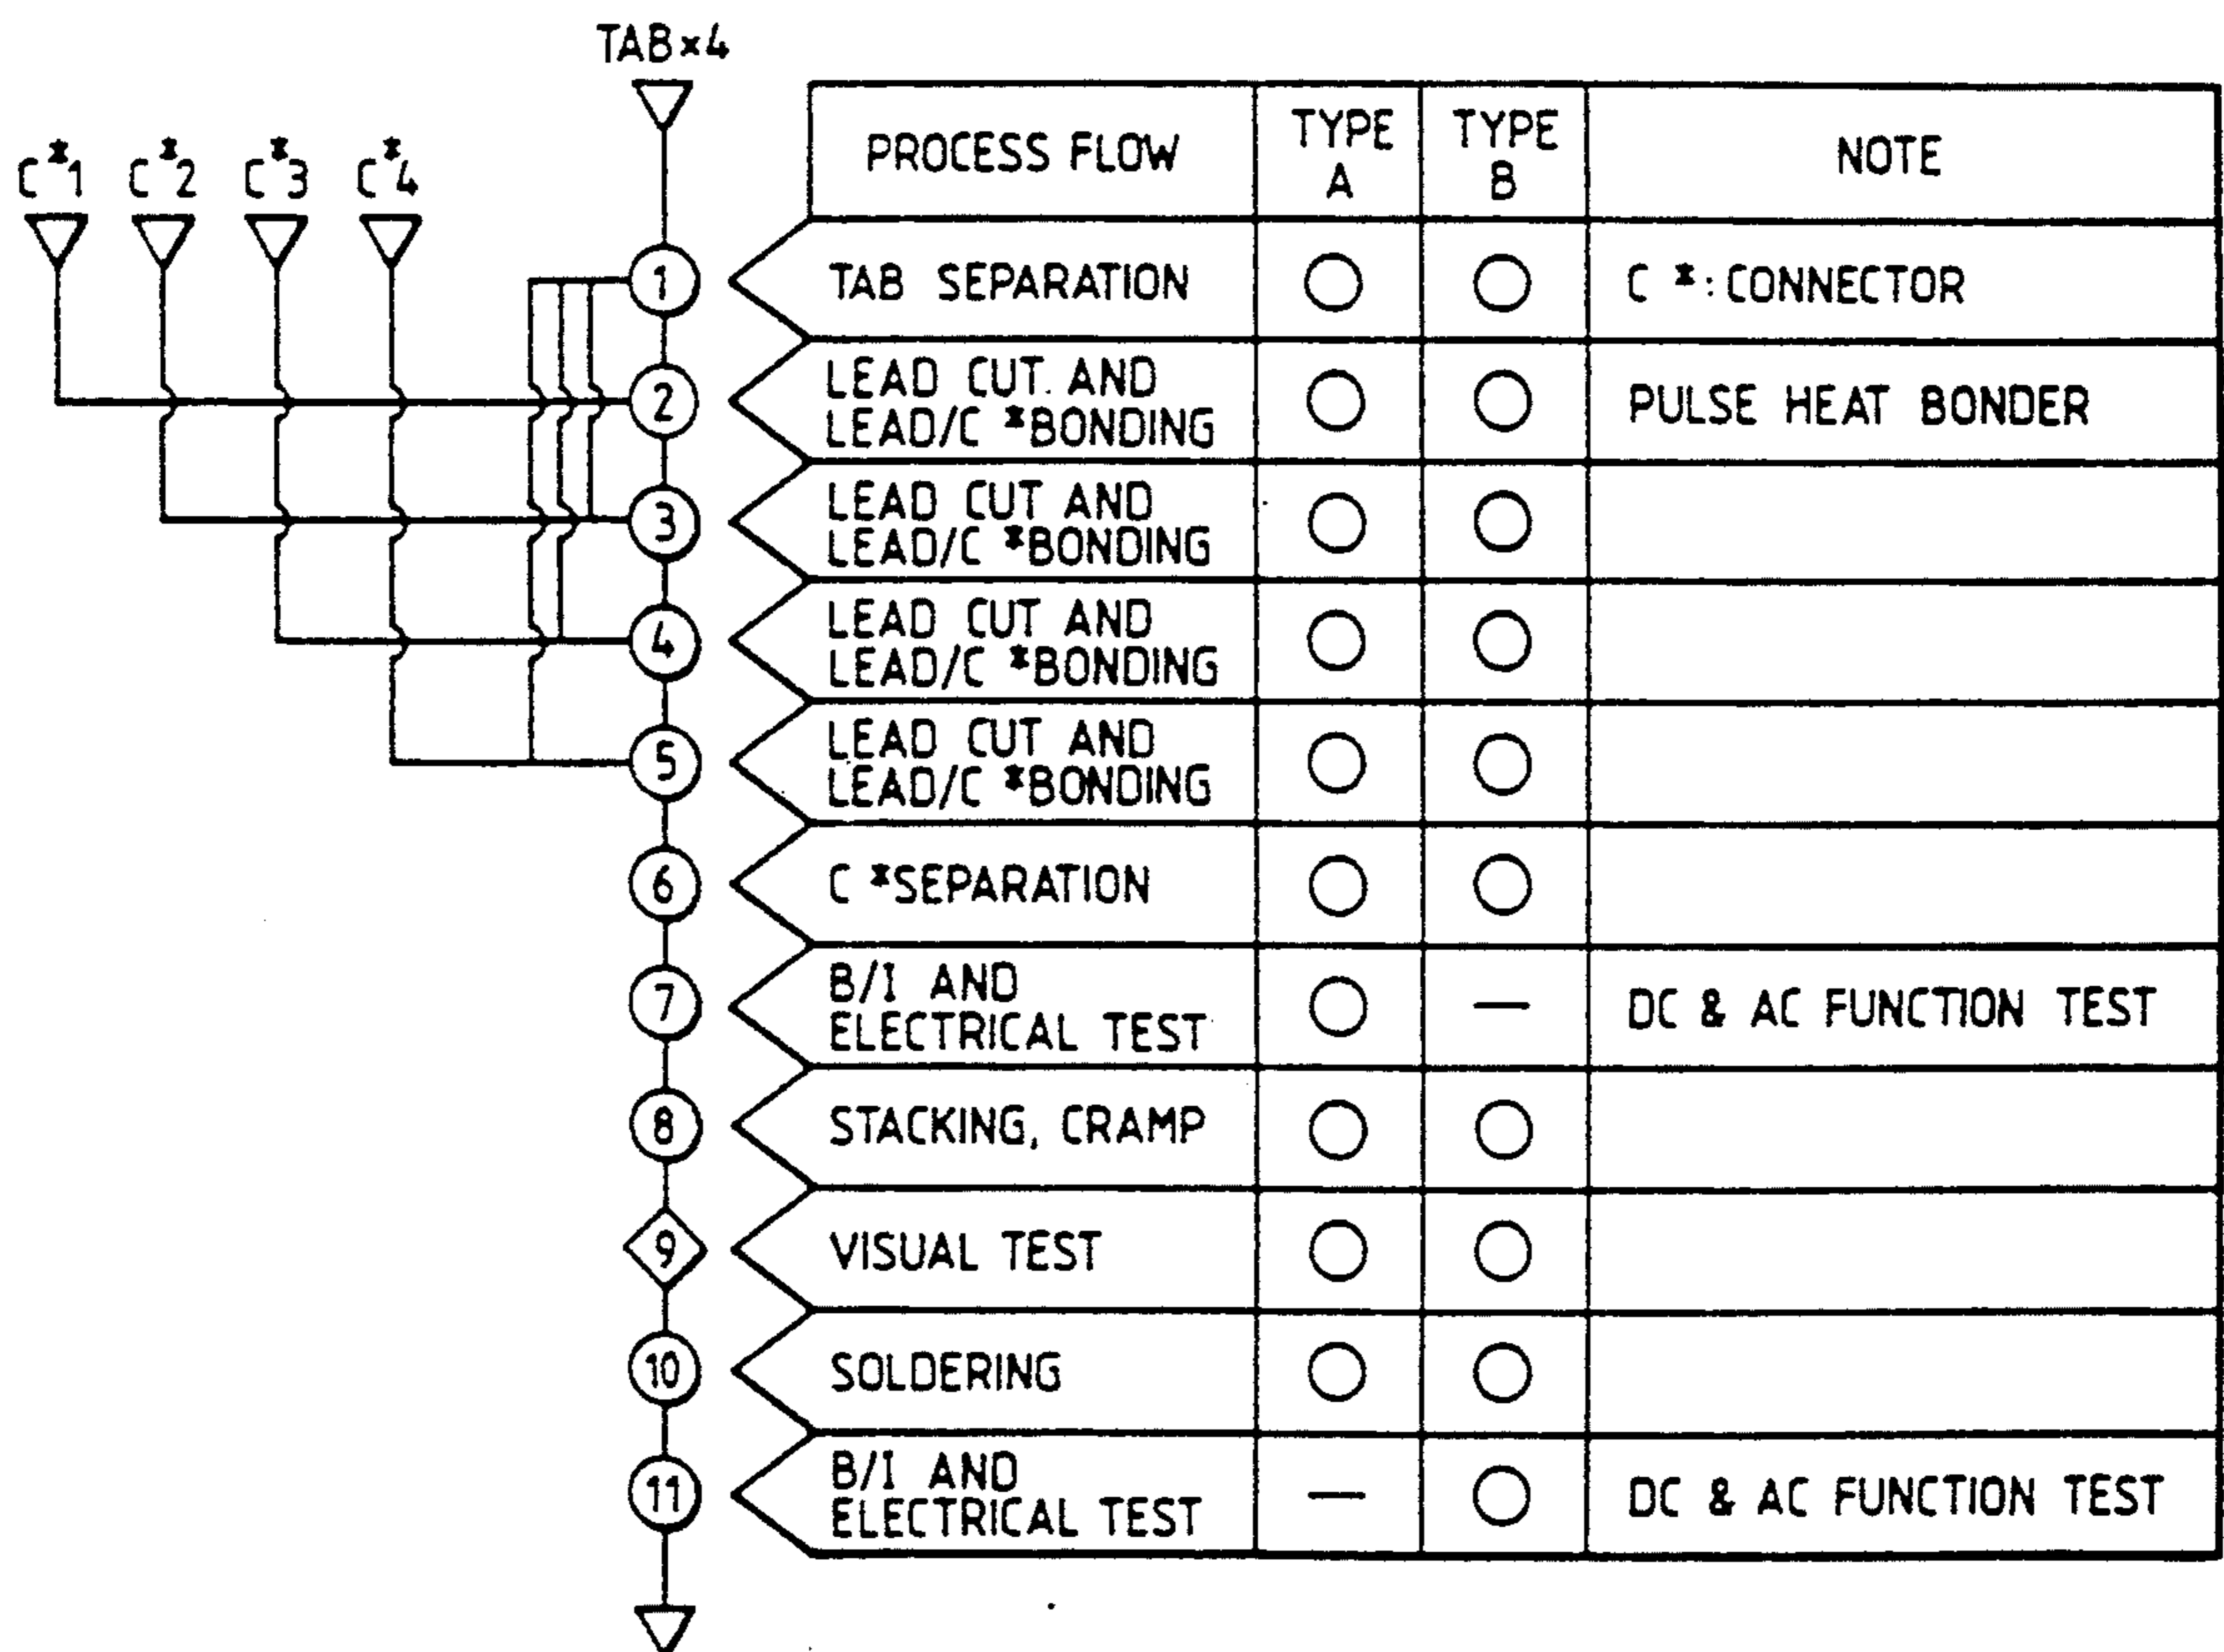 TAB×4
C*1 C*2 C*3 C*4
PROCESS FLOW TYPE A TYPE B NOTE
1 TAB SEPARATION ○ ○ C *: CONNECTOR
2 LEAD CUT AND
LEAD/C *BONDING ○ ○ PULSE HEAT BONDER
3 LEAD CUT AND
LEAD/C *BONDING ○ ○
4 LEAD CUT AND
LEAD/C *BONDING ○ ○
5 LEAD CUT AND
LEAD/C *BONDING ○ ○
6 C *SEPARATION ○ ○
7 B/I AND
ELECTRICAL TEST ○ — DC & AC FUNCTION TEST
8 STACKING, CRAMP ○ ○
9 VISUAL TEST ○ ○
10 SOLDERING ○ ○
11 B/I AND
ELECTRICAL TEST — ○ DC & AC FUNCTION TEST